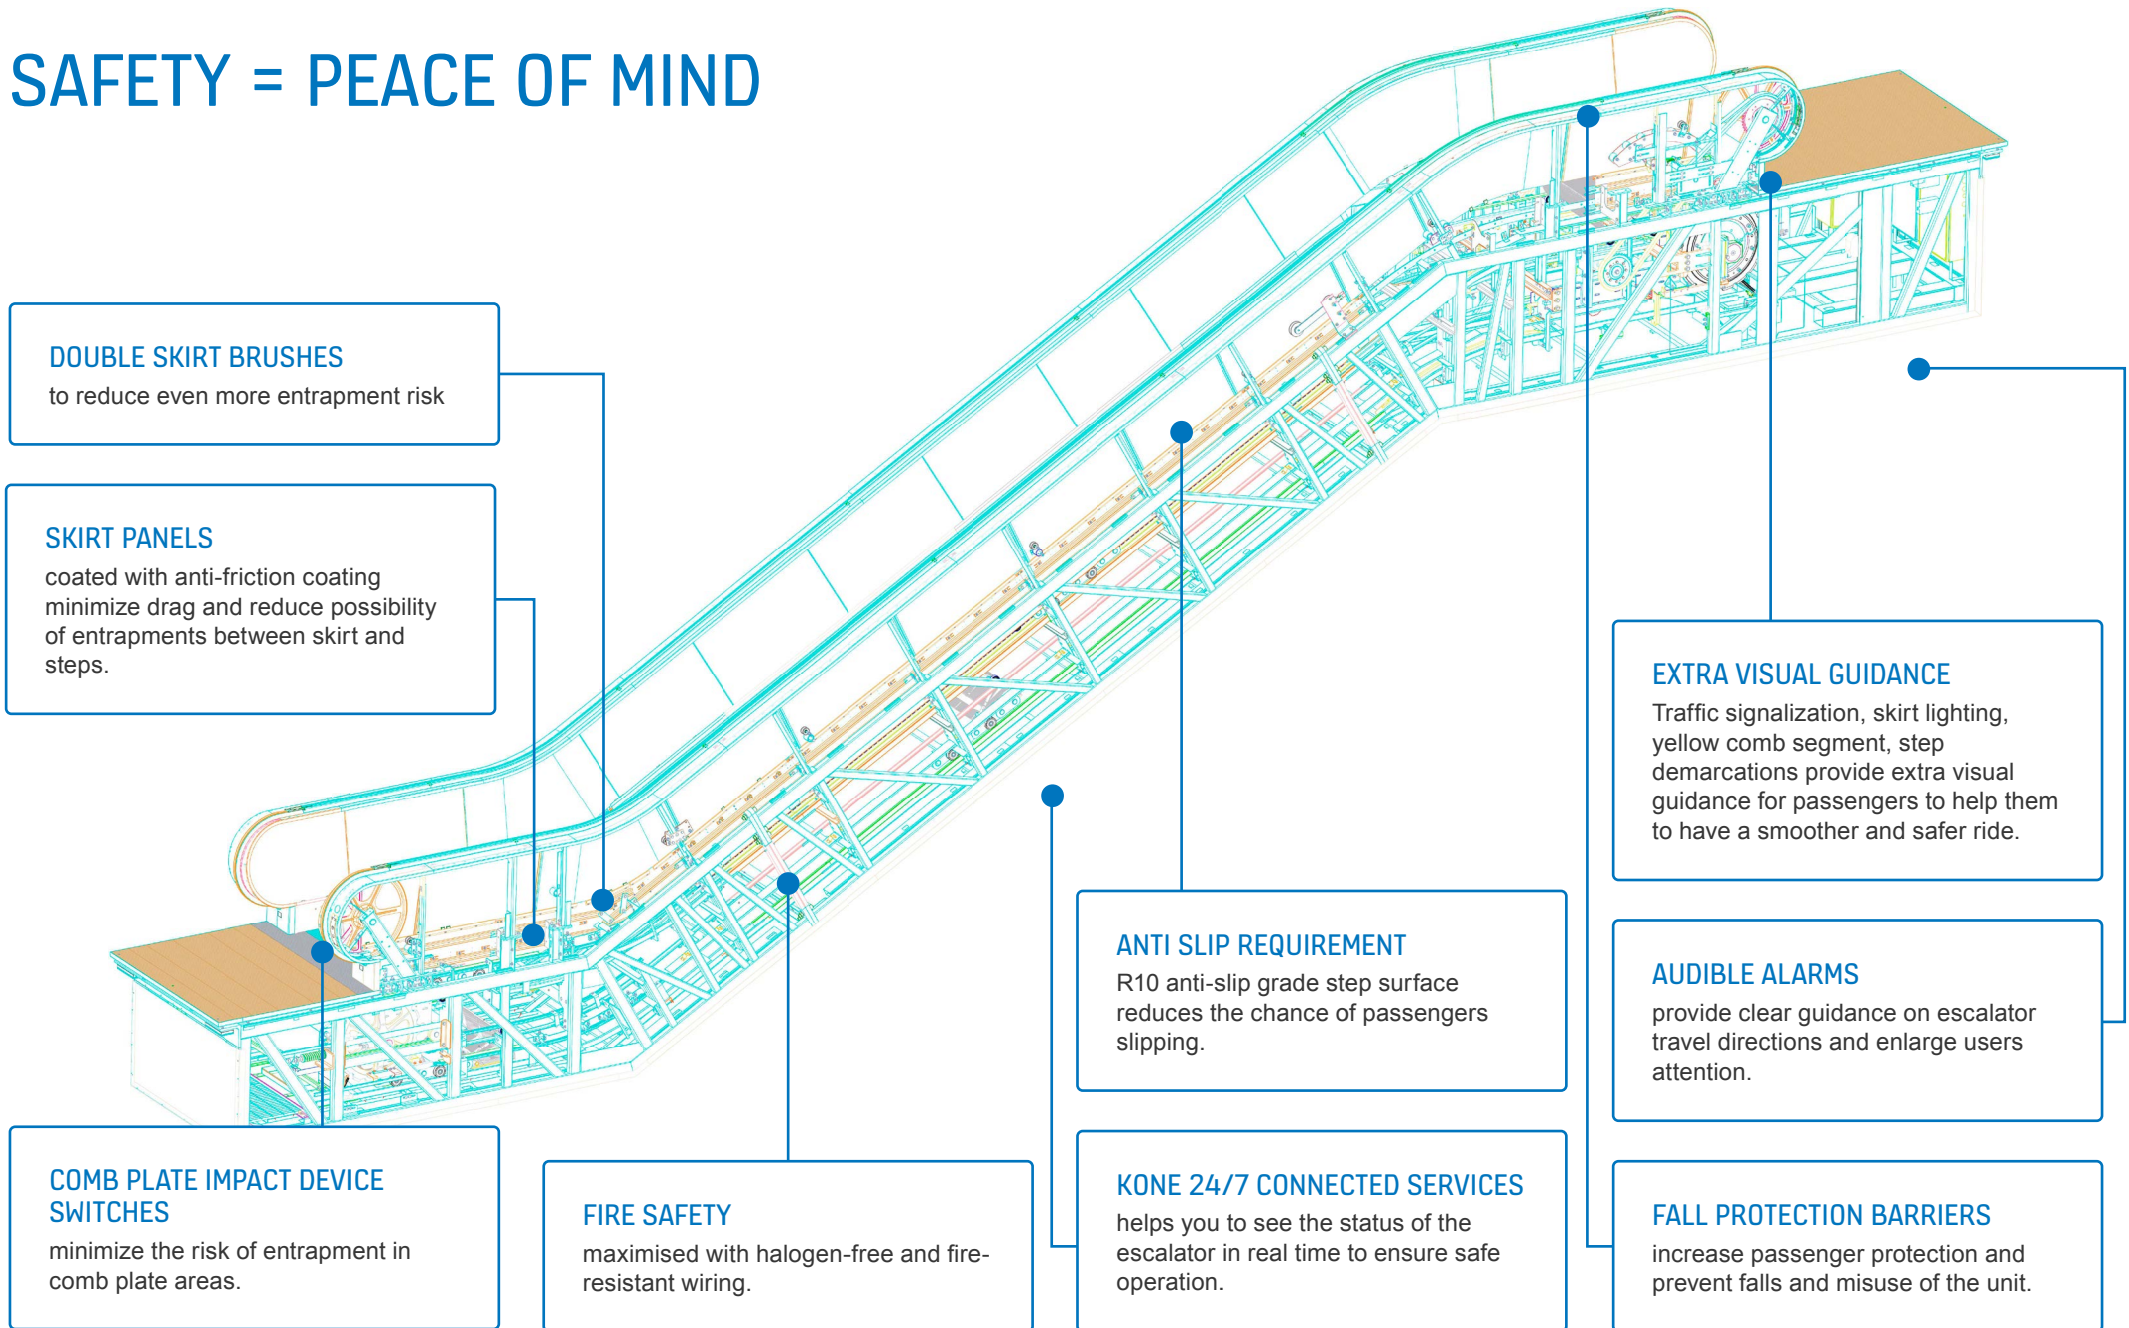 SAFETY = PEACE OF MIND
DOUBLE SKIRT BRUSHES
to reduce even more entrapment risk
SKIRT PANELS
coated with anti-friction coating
minimize drag and reduce possibility
of entrapments between skirt and
steps.
COMB PLATE IMPACT DEVICE
SWITCHES
minimize the risk of entrapment in
comb plate areas.
FIRE SAFETY
maximised with halogen-free and fire-
resistant wiring.
ANTI SLIP REQUIREMENT
R10 anti-slip grade step surface
reduces the chance of passengers
slipping.
KONE 24/7 CONNECTED SERVICES
helps you to see the status of the
escalator in real time to ensure safe
operation.
EXTRA VISUAL GUIDANCE
Traffic signalization, skirt lighting,
yellow comb segment, step
demarcations provide extra visual
guidance for passengers to help them
to have a smoother and safer ride.
AUDIBLE ALARMS
provide clear guidance on escalator
travel directions and enlarge users
attention.
FALL PROTECTION BARRIERS
increase passenger protection and
prevent falls and misuse of the unit.